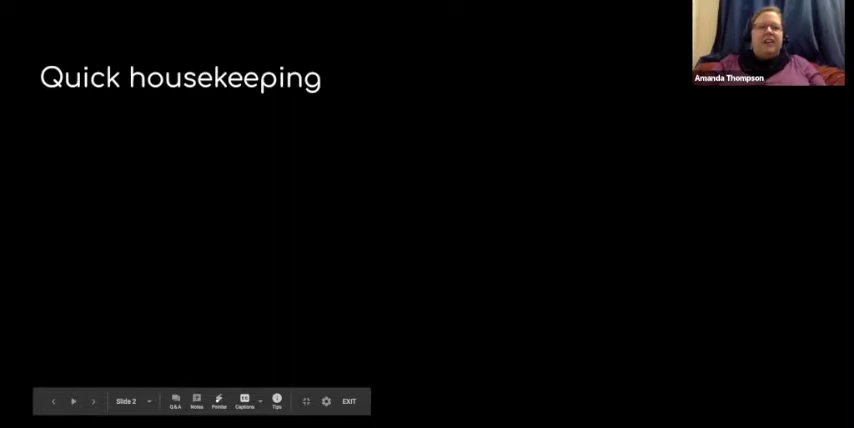 Quick housekeeping
Amanda Thompson
Slide 2
Q&A
Notes
Pointer
Captions
Tips
EXIT